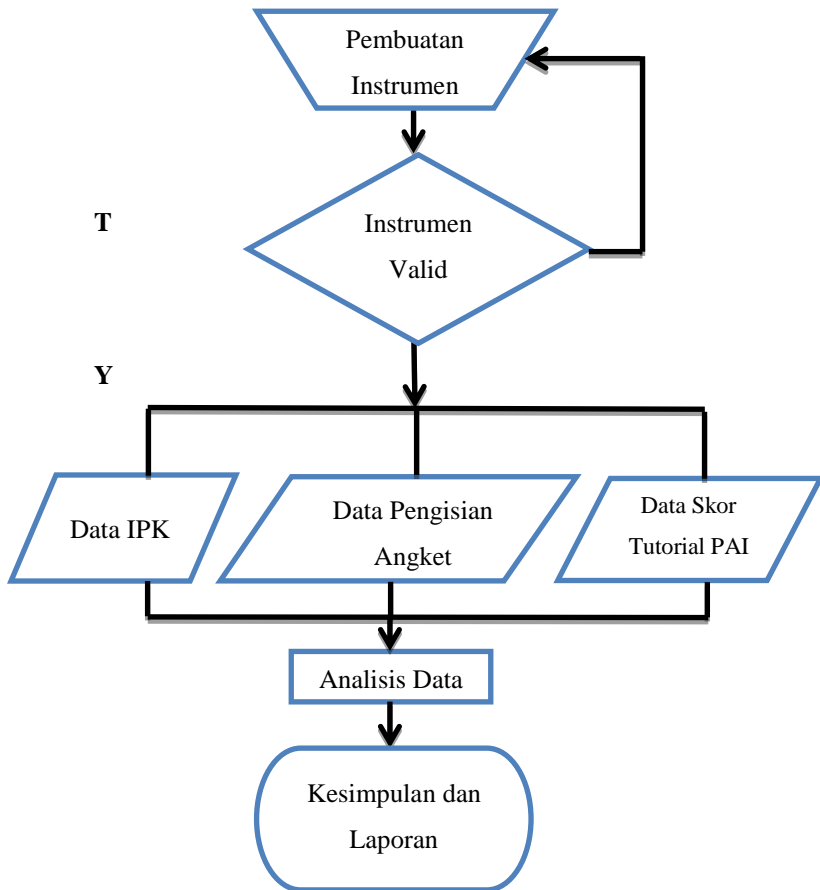 Pembuatan
Instrumen
T
Instrumen
Valid
Y
Data IPK
Data Pengisian
Angket
Data Skor
Tutorial PAI
Analisis Data
Kesimpulan dan
Laporan